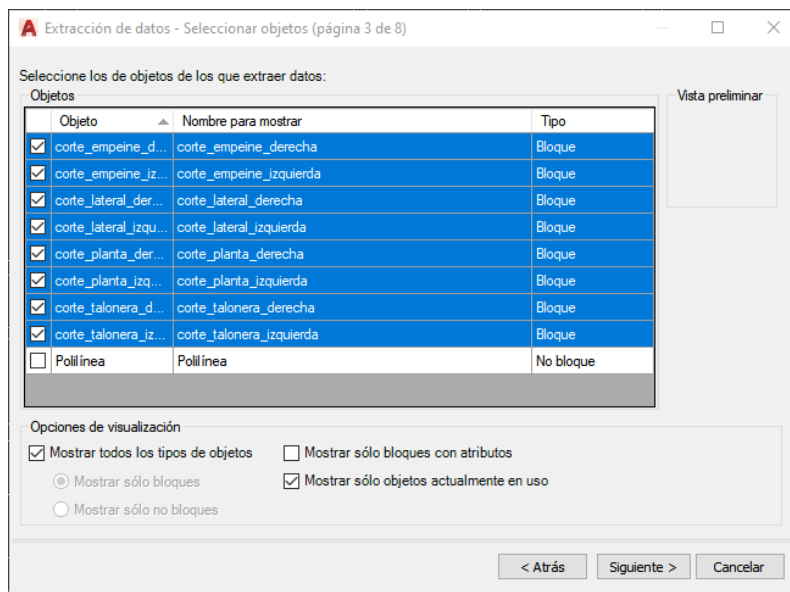 Extracción de datos - Seleccionar objetos (página 3 de 8)
Seleccione los de objetos de los que extraer datos:
Objetos
Vista preliminar
Objeto Nombre para mostrar Tipo
corte_empeine_d... corte_empeine_derecha Bloque
corte_empeine_iz... corte_empeine_izquierda Bloque
corte_lateral_der... corte_lateral_derecha Bloque
corte_lateral_izqu... corte_lateral_izquierda Bloque
corte_planta_der... corte_planta_derecha Bloque
corte_planta_izq... corte_planta_izquierda Bloque
corte_talonera_d... corte_talonera_derecha Bloque
corte_talonera_iz... corte_talonera_izquierda Bloque
Polilínea Polilínea No bloque
Opciones de visualización
Mostrar todos los tipos de objetos Mostrar sólo bloques con atributos
Mostrar sólo bloques Mostrar sólo objetos actualmente en uso
Mostrar sólo no bloques
< Atrás Siguiente > Cancelar